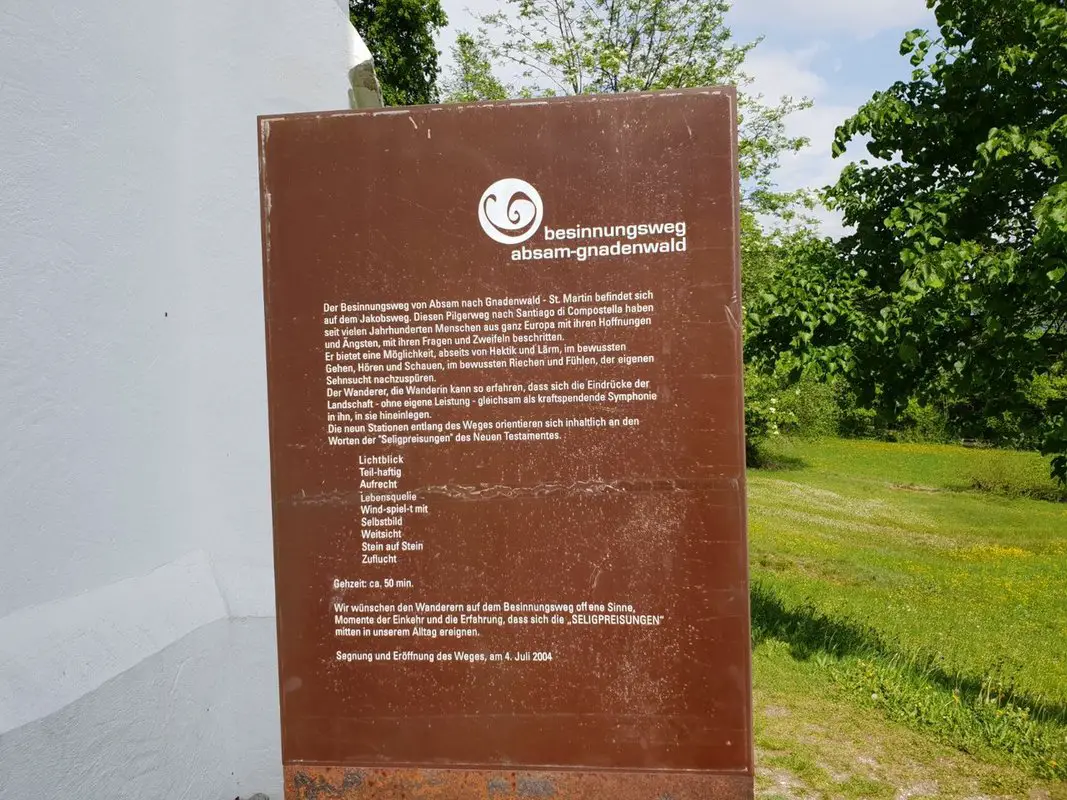 besinnungsweg
absam-gnadenwald
Der Besinnungsweg von Absam nach Gnadenwald - St. Martin befindet sich
auf dem Jakobsweg. Diesen Pilgerweg nach Santiago di Compostella haben
seit vielen Jahrhunderten Menschen aus ganz Europa mit ihren Hoffnungen
und Ängsten, mit ihren Fragen und Zweifeln beschritten.
Er bietet eine Möglichkeit, abseits von Hektik und Lärm, im bewussten
Gehen, Hören und Schauen, im bewussten Riechen und Fühlen, der eigenen
Sehnsucht nachzuspüren.
Der Wanderer, die Wanderin kann so erfahren, dass sich die Eindrücke der
Landschaft - ohne eigene Leistung - gleichsam als kraftspendende Symphonie
in ihn, in sie hineinlegen.
Die neun Stationen entlang des Weges orientieren sich inhaltlich an den
Worten der "Seligpreisungen" des Neuen Testamentes.
Lichtblick
Teil-haftig
Aufrecht
Lebensquelle
Wind-spiel-t mit
Selbstbild
Weitsicht
Stein auf Stein
Zuflucht
Gehzeit: ca. 50 min.
Wir wünschen den Wanderern auf dem Besinnungsweg offene Sinne,
Momente der Einkehr und die Erfahrung, dass sich die „SELIGPREISUNGEN"
mitten in unserem Alltag ereignen.
Segnung und Eröffnung des Weges, am 4. Juli 2004